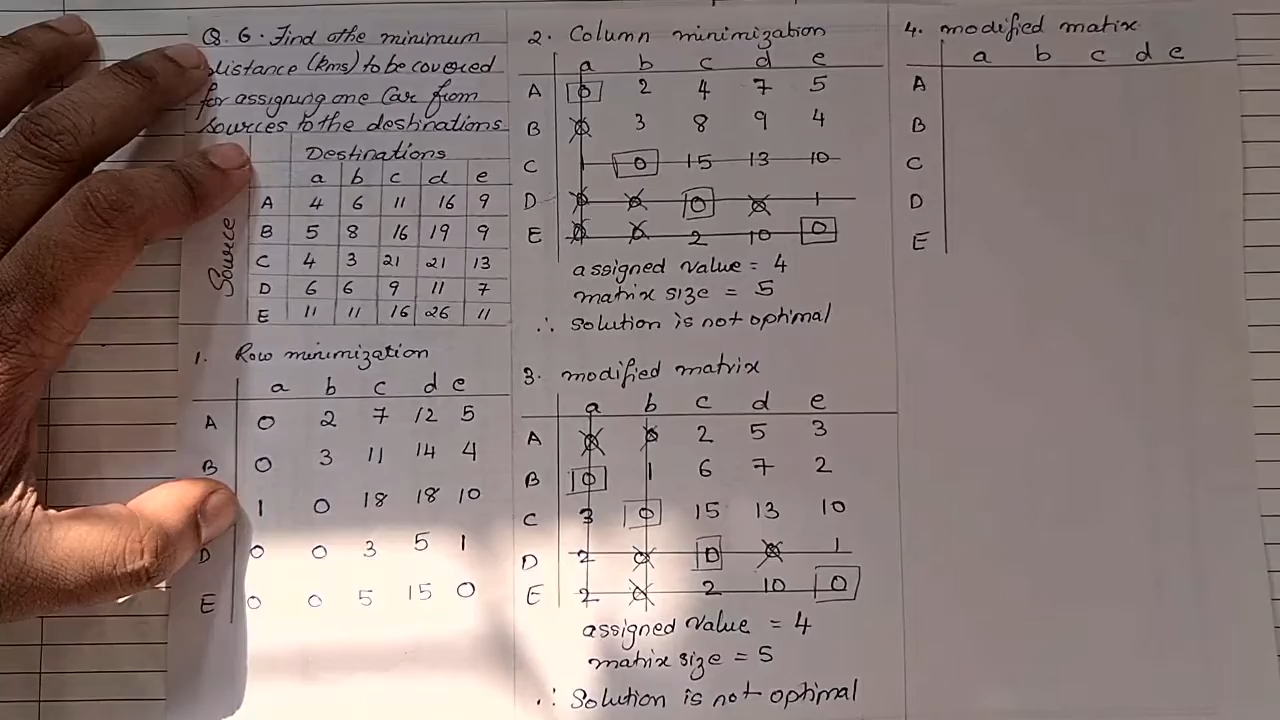 Q.6. Find the minimum
distance (kms) to be covered
for assigning one Car from
sources to the destinations
Destinations
a b c d e
Source
A 4 6 11 16 9
B 5 8 16 19 9
C 4 3 21 21 13
D 6 6 9 11 7
E 11 11 16 26 11
1. Row minimization
a b c d e
A 0 2 7 12 5
B 0 3 11 14 4
1 0 18 18 10
D 0 0 3 5 1
E 0 0 5 15 0
2. Column minimization
a b c d e
A 0 2 4 7 5
B 0 3 8 9 4
C 1 0 15 13 10
D 0 0 0 0 1
E 0 0 2 10 0
assigned value = 4
matrix size = 5
∴ solution is not optimal
3. modified matrix
a b c d e
A 0 0 2 5 3
B 0 1 6 7 2
C 3 0 15 13 10
D 2 0 0 0 1
E 2 0 2 10 0
assigned value = 4
matrix size = 5
∴ Solution is not optimal
4. modified matix
a b c d e
A
B
C
D
E